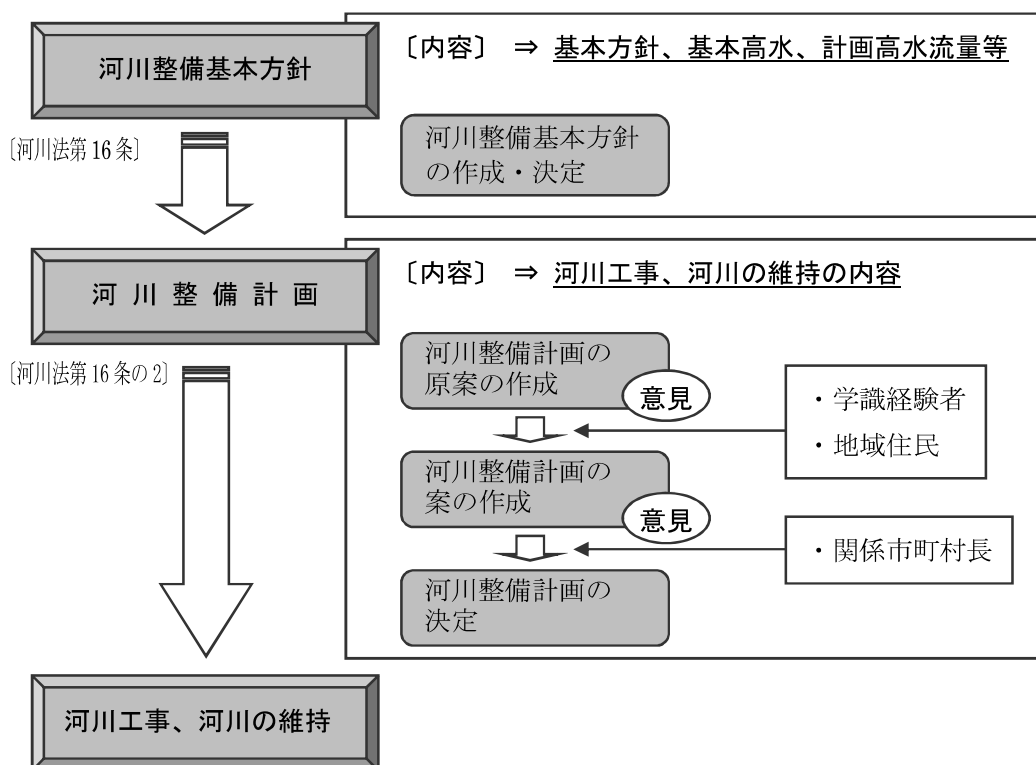 河川整備基本方針
〔内容〕 ⇒ 基本方針、基本高水、計画高水流量等
〔河川法第16条〕
河川整備基本方針
の作成・決定
河川整備計画
〔内容〕 ⇒ 河川工事、河川の維持の内容
〔河川法第16条の2〕
河川整備計画の
原案の作成
意見
・学識経験者
・地域住民
河川整備計画の
案の作成
意見
・関係市町村長
河川整備計画の
決定
河川工事、河川の維持